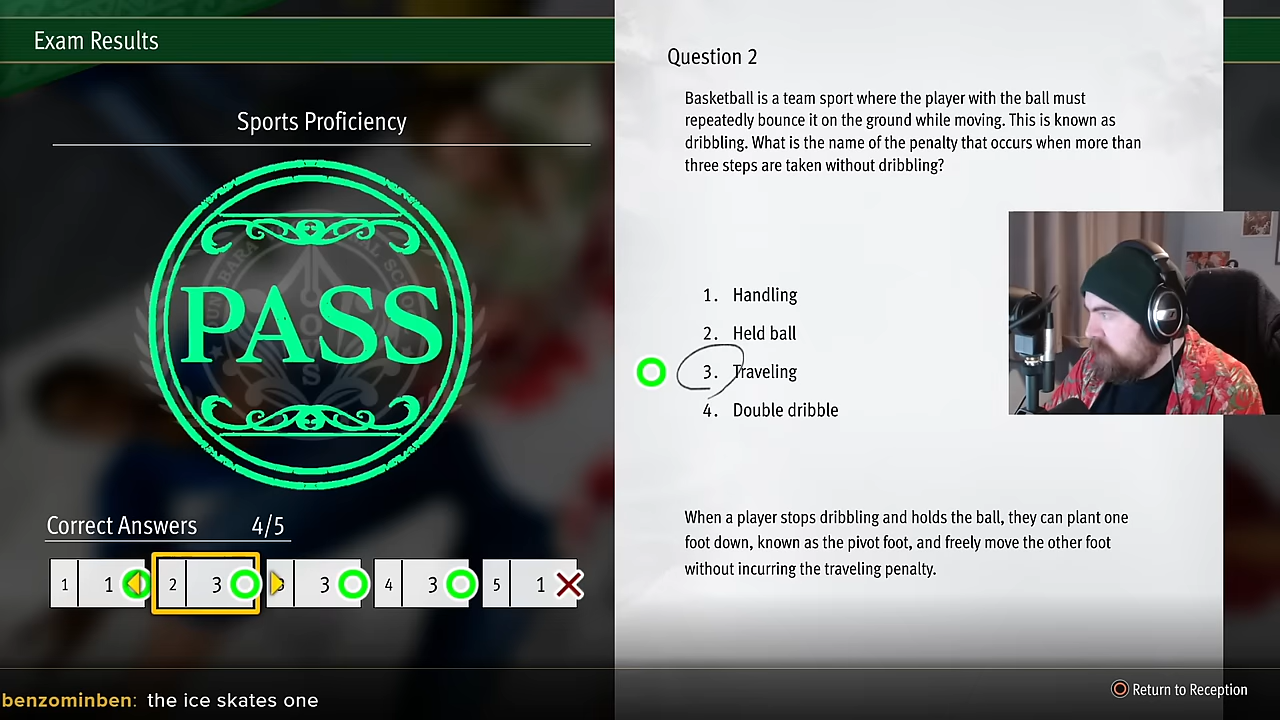 Exam Results
Sports Proficiency
PASS
Correct Answers 4/5
1 1 2 3 3 4 3 5 1
Question 2
Basketball is a team sport where the player with the ball must
repeatedly bounce it on the ground while moving. This is known as
dribbling. What is the name of the penalty that occurs when more than
three steps are taken without dribbling?
1. Handling
2. Held ball
3. Traveling
4. Double dribble
When a player stops dribbling and holds the ball, they can plant one
foot down, known as the pivot foot, and freely move the other foot
without incurring the traveling penalty.
Return to Reception
benzominben: the ice skates one